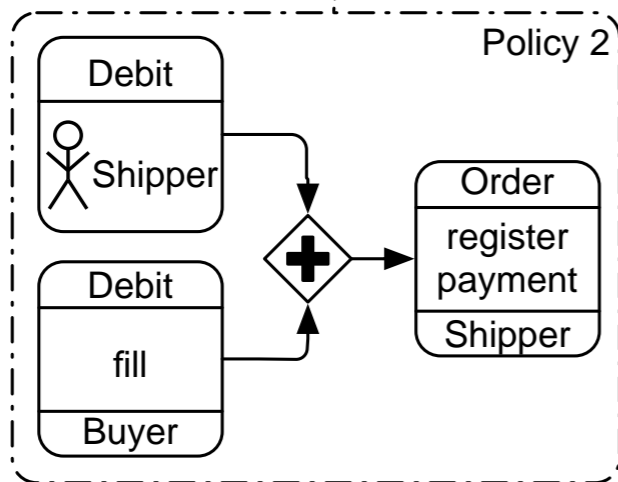 Policy 2
Debit
Shipper
Debit
fill
Buyer
Order
register
payment
Shipper